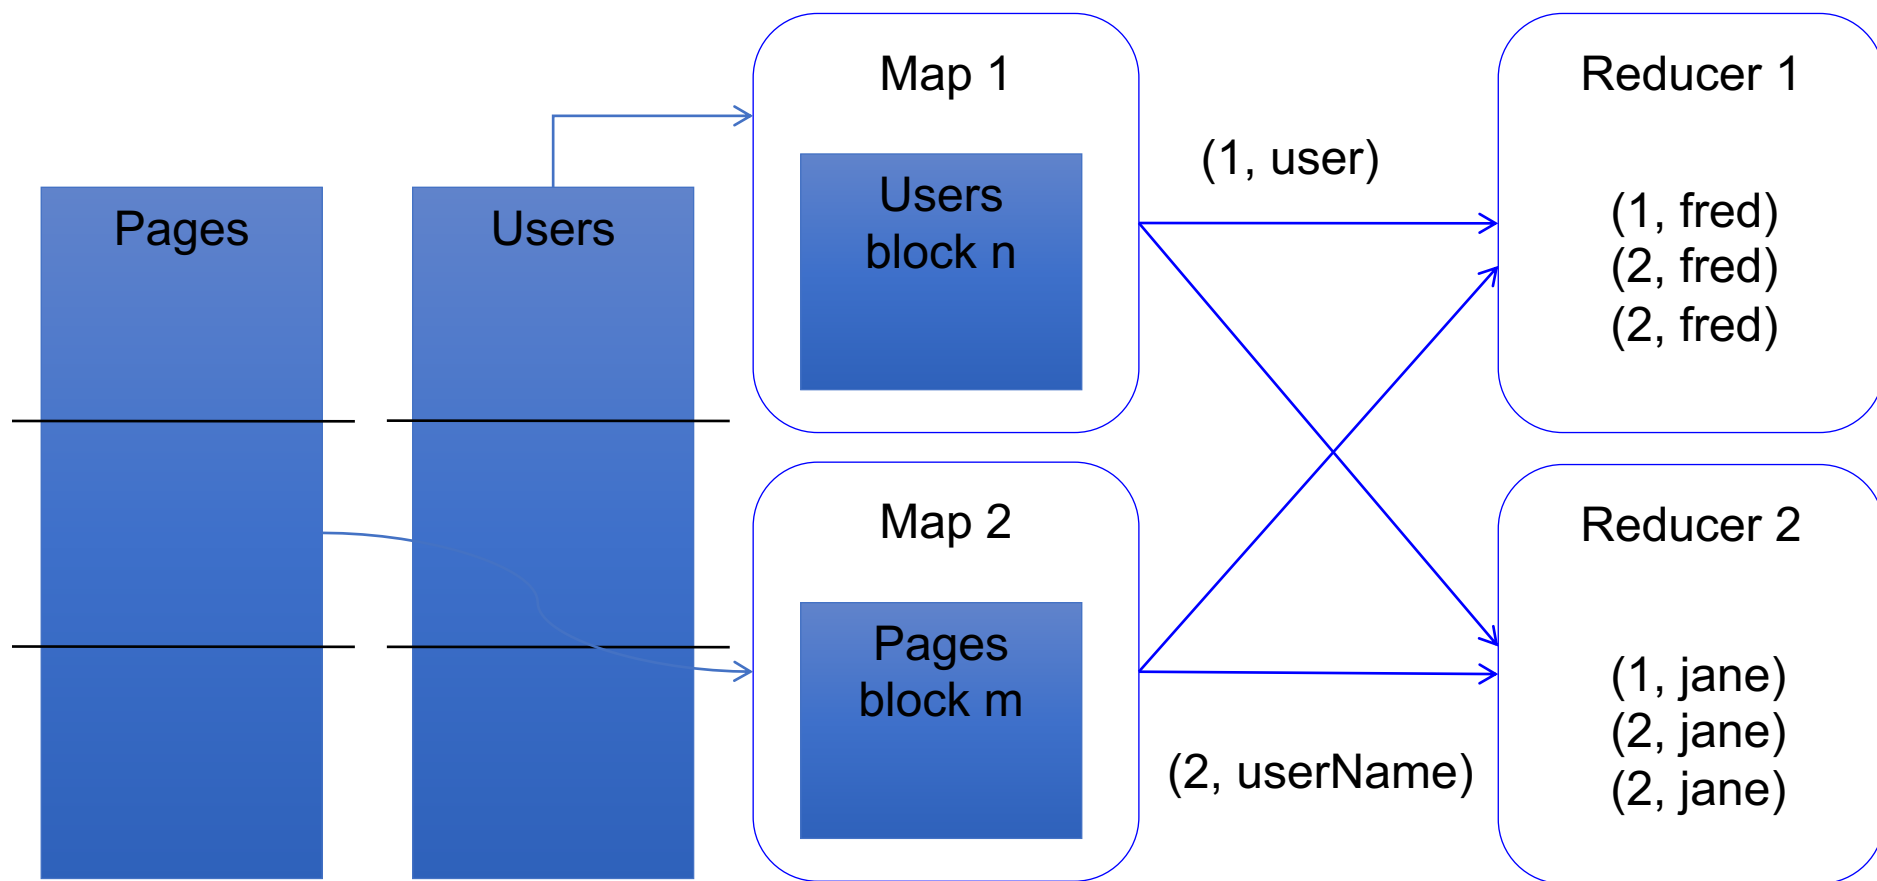 Pages
Users
Map 1
Users
block n
Map 2
Pages
block m
(1, user)
(2, userName)
Reducer 1
(1, fred)
(2, fred)
(2, fred)
Reducer 2
(1, jane)
(2, jane)
(2, jane)